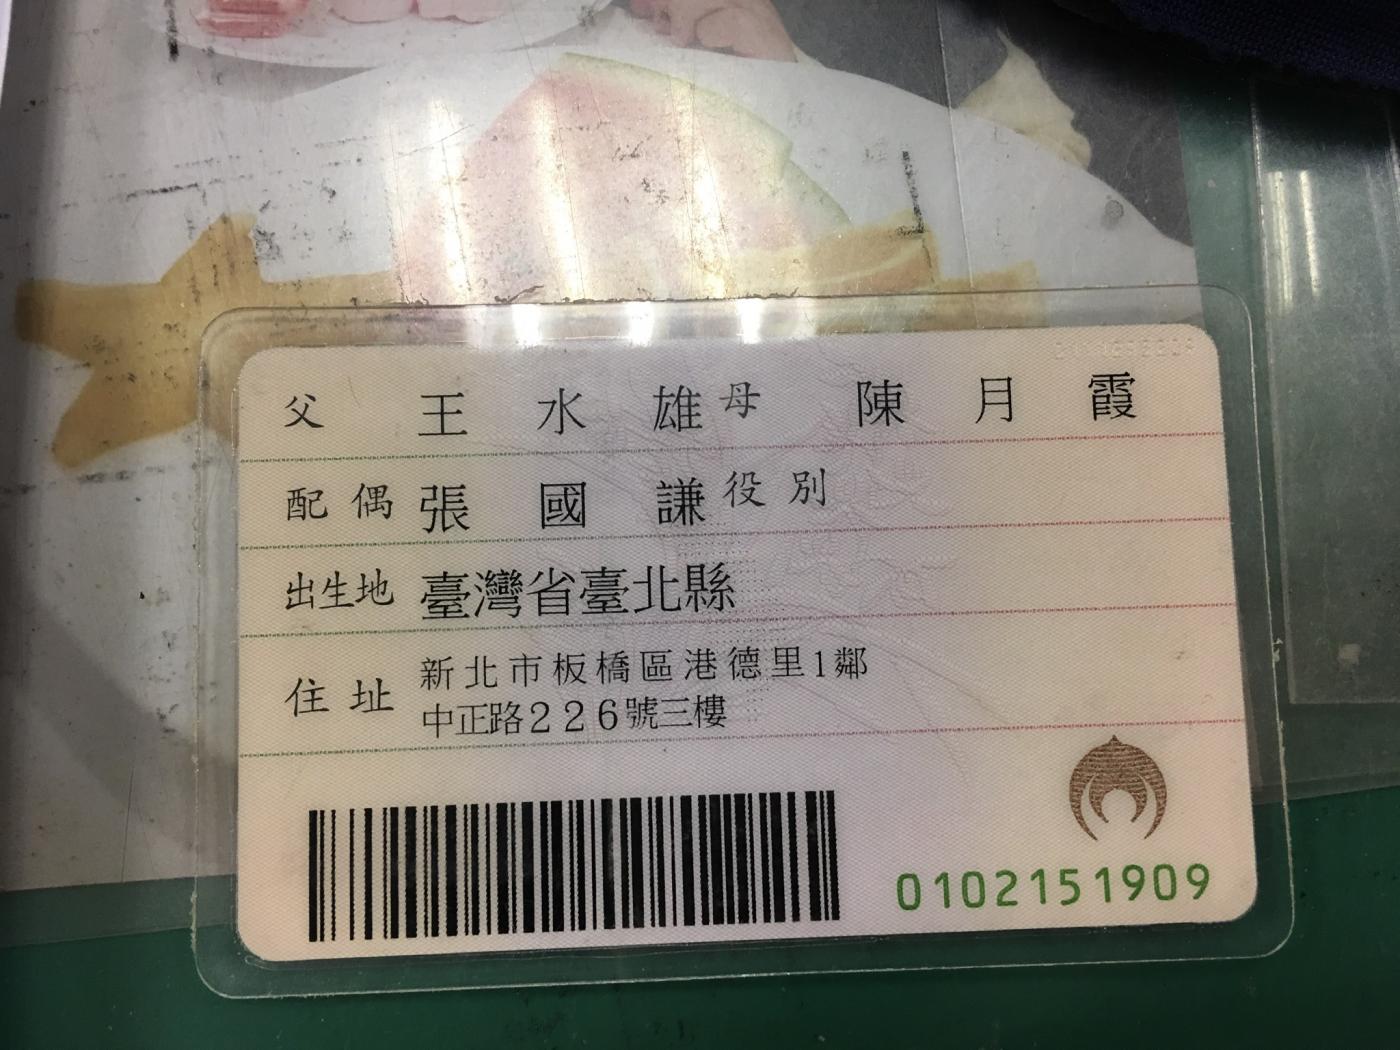 父 王水雄 母 陳月霞
配偶 張國謙 役別
出生地 臺灣省臺北縣
住址 新北市板橋區港德里1鄰
中正路226號三樓
0102151909